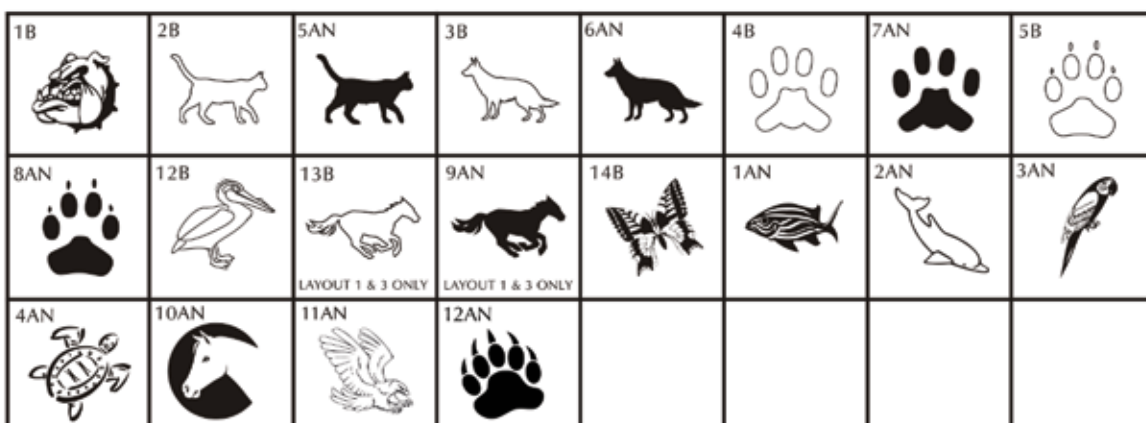 1B 2B 5AN 3B 6AN 4B 7AN 5B
8AN 12B 13B 9AN 14B 1AN 2AN 3AN
LAYOUT 1 & 3 ONLY LAYOUT 1 & 3 ONLY
4AN 10AN 11AN 12AN